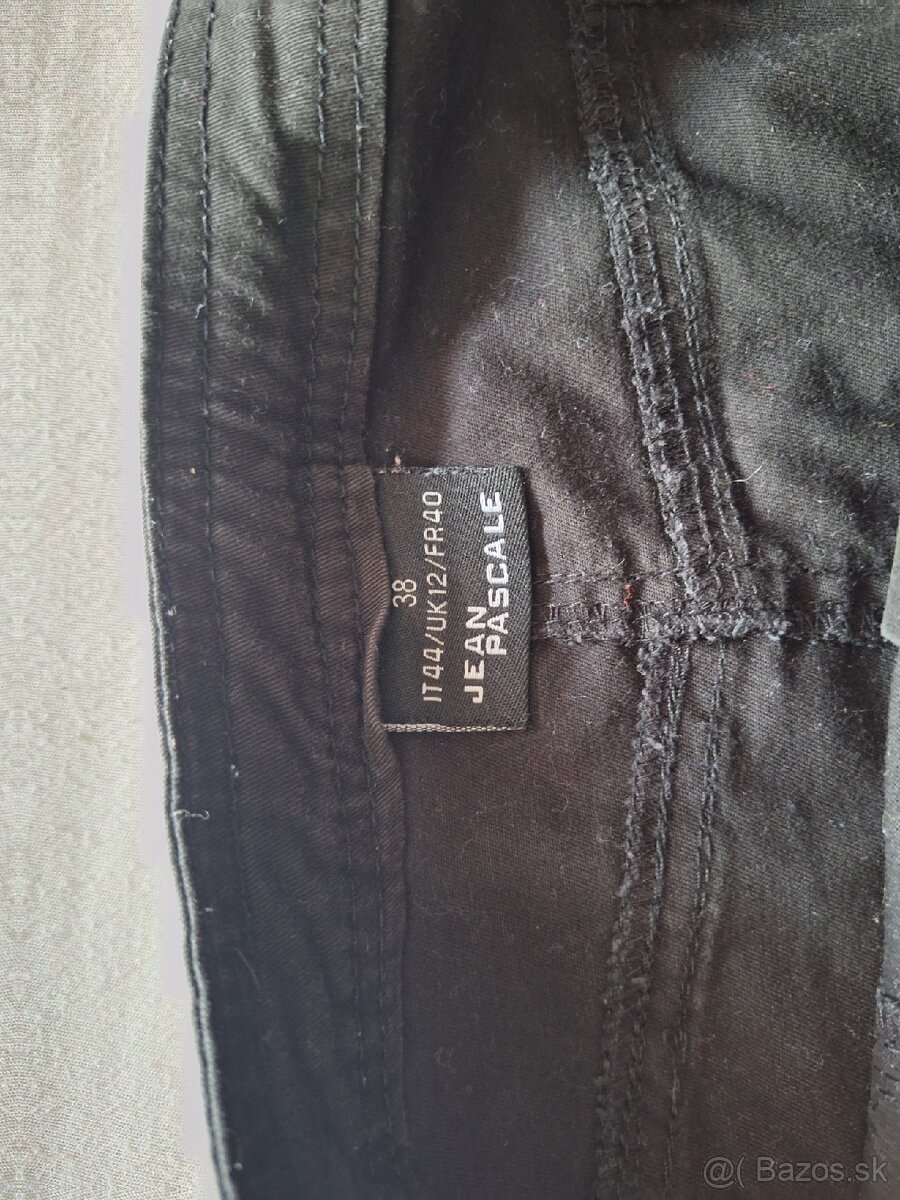 38
IT44/UK12/FR40
JEAN
PASCALE
@( Bazos.sk